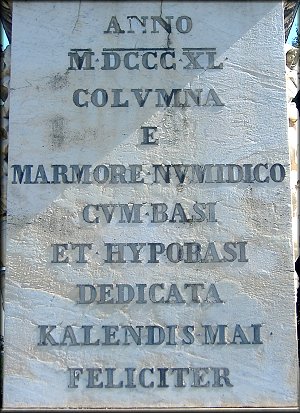 ANNO
M·DCCC·XL·
COLVMNA
E
MARMORE·NVMIDICO
CVM·BASI
ET·HYPOBASI
DEDICATA
KALENDIS·MAI
FELICITER